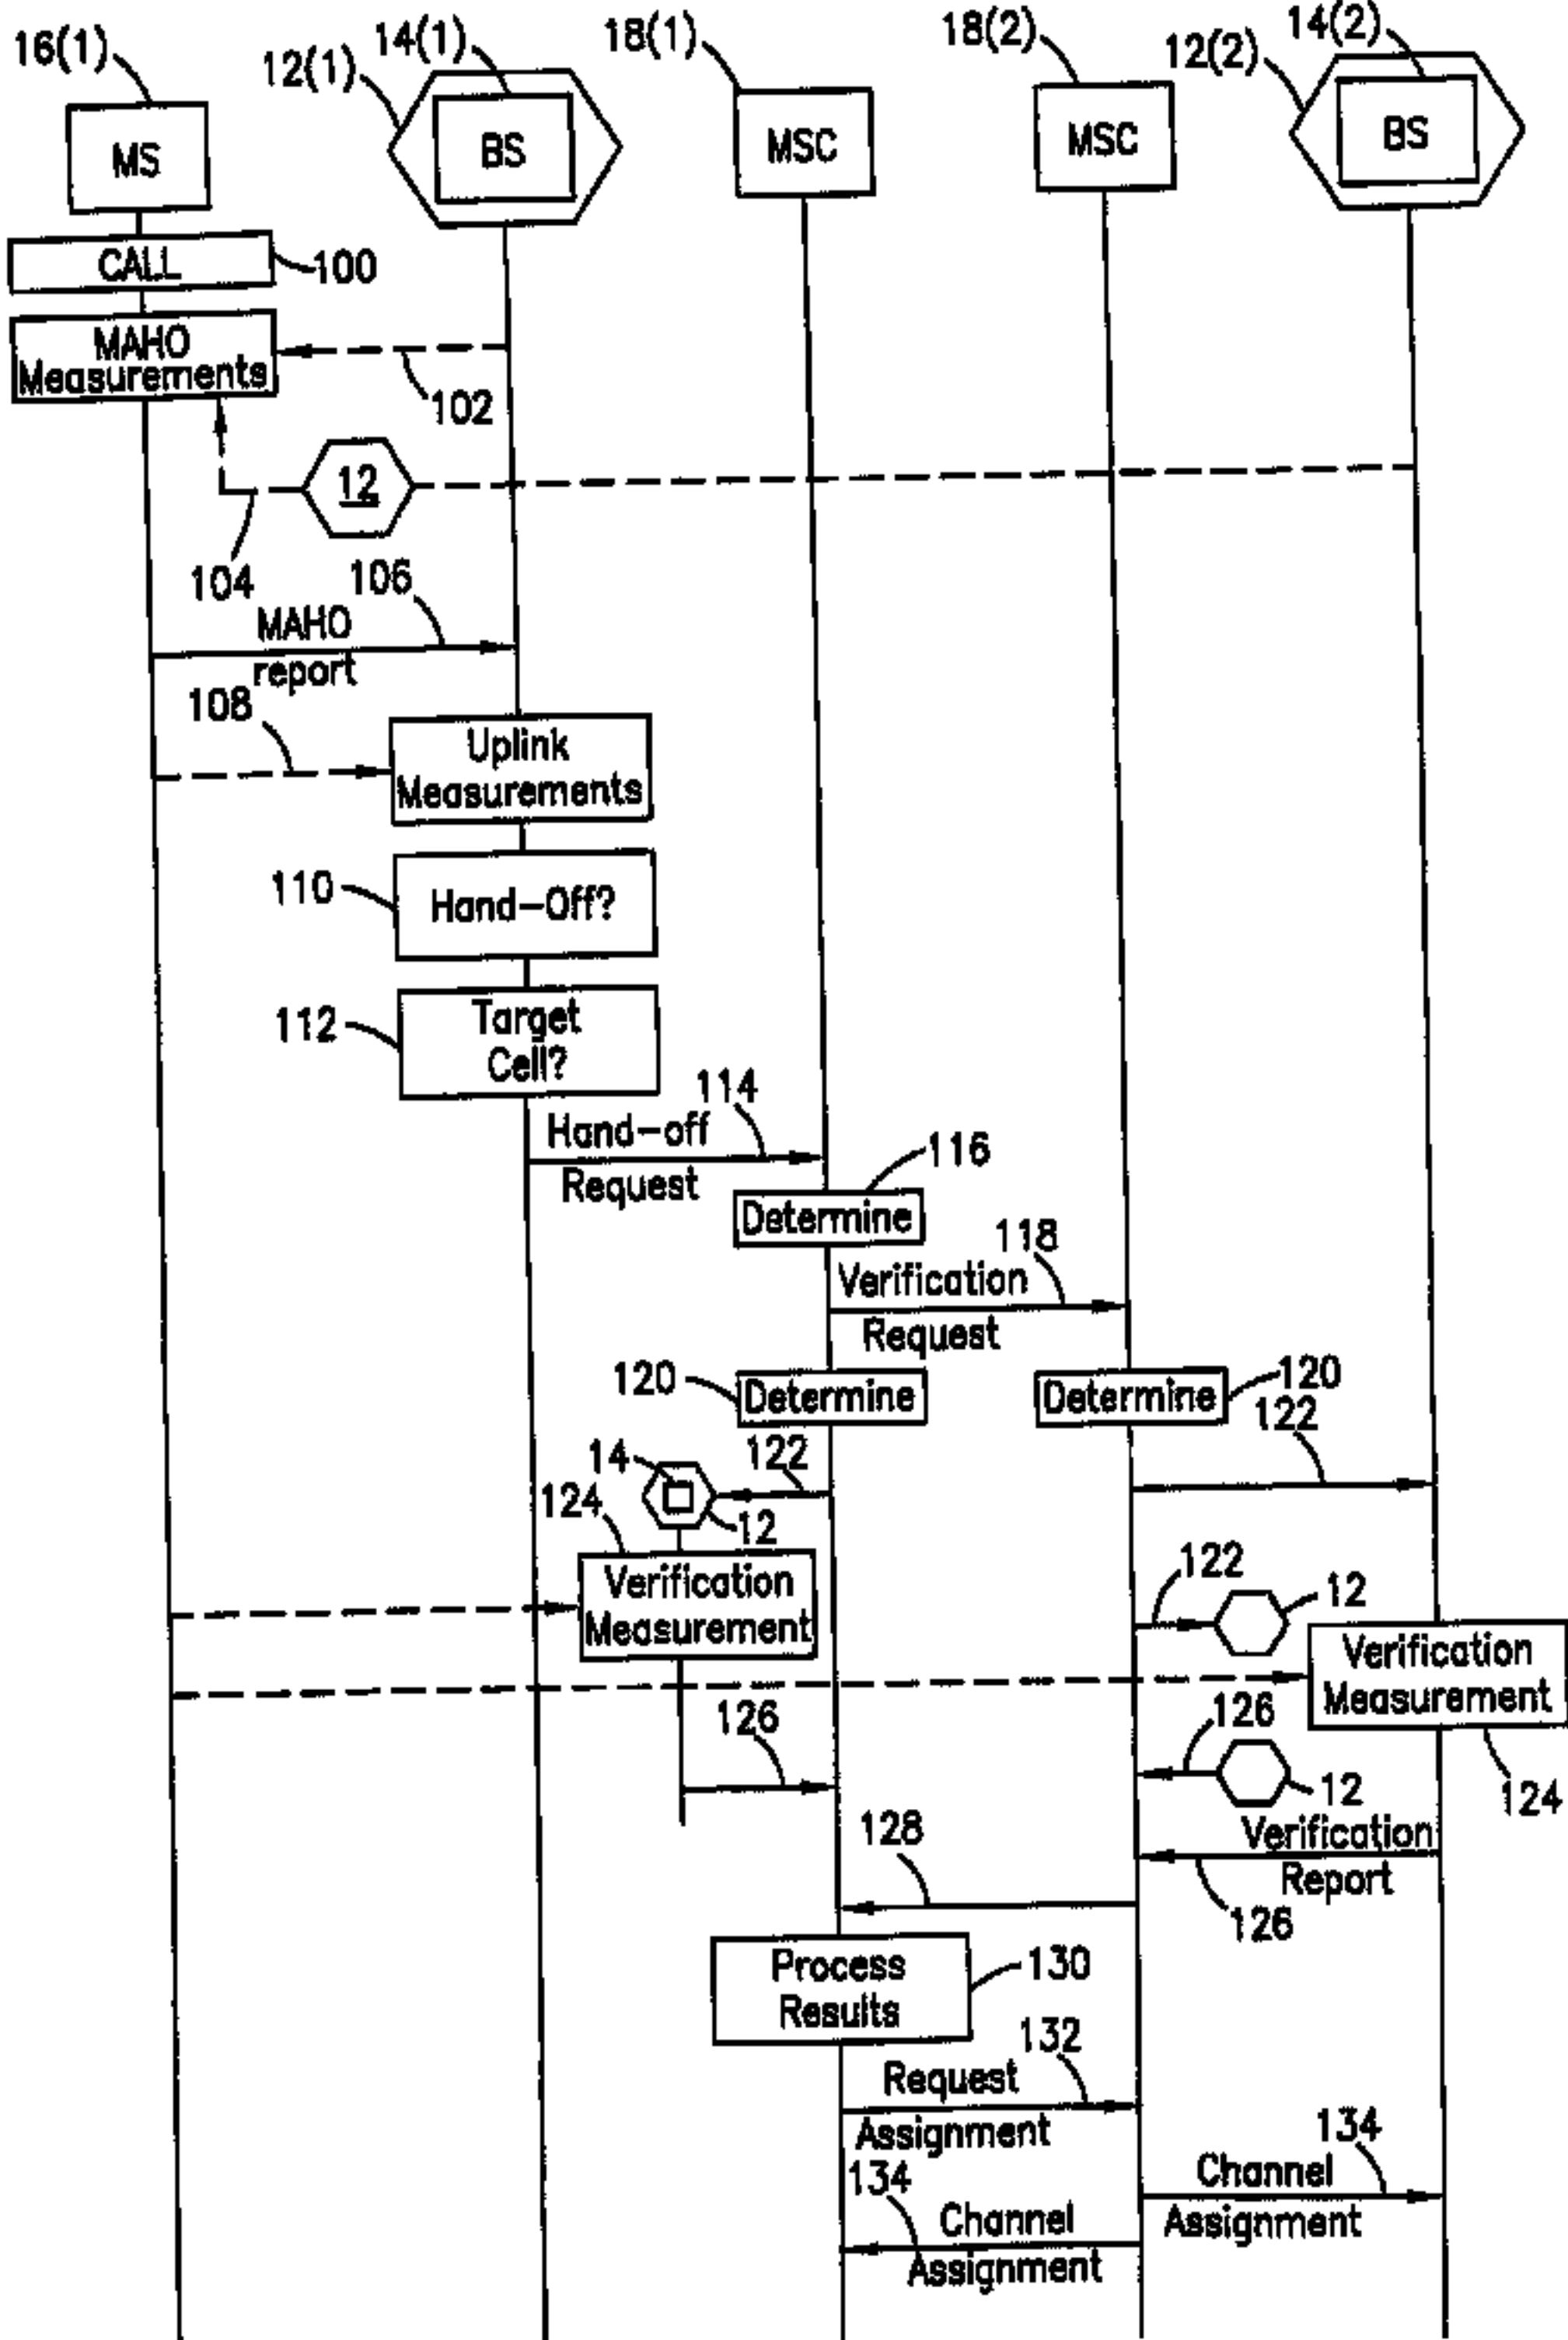 16(1)
12(1)
14(1)
18(1)
18(2)
12(2)
14(2)
MS
BS
MSC
MSC
BS
CALL
100
MAHO
Measurements
102
12
104
106
MAHO
report
108
Uplink
Measurements
110
Hand-Off?
112
Target
Cell?
114
Hand-off
Request
116
Determine
118
Verification
Request
120
Determine
Determine
120
122
14
122
124
12
Verification
Measurement
122
12
Verification
Measurement
126
126
12
124
128
Verification
Report
126
Process
Results
130
132
Request
Assignment
134
Channel
Assignment
134
Channel
Assignment